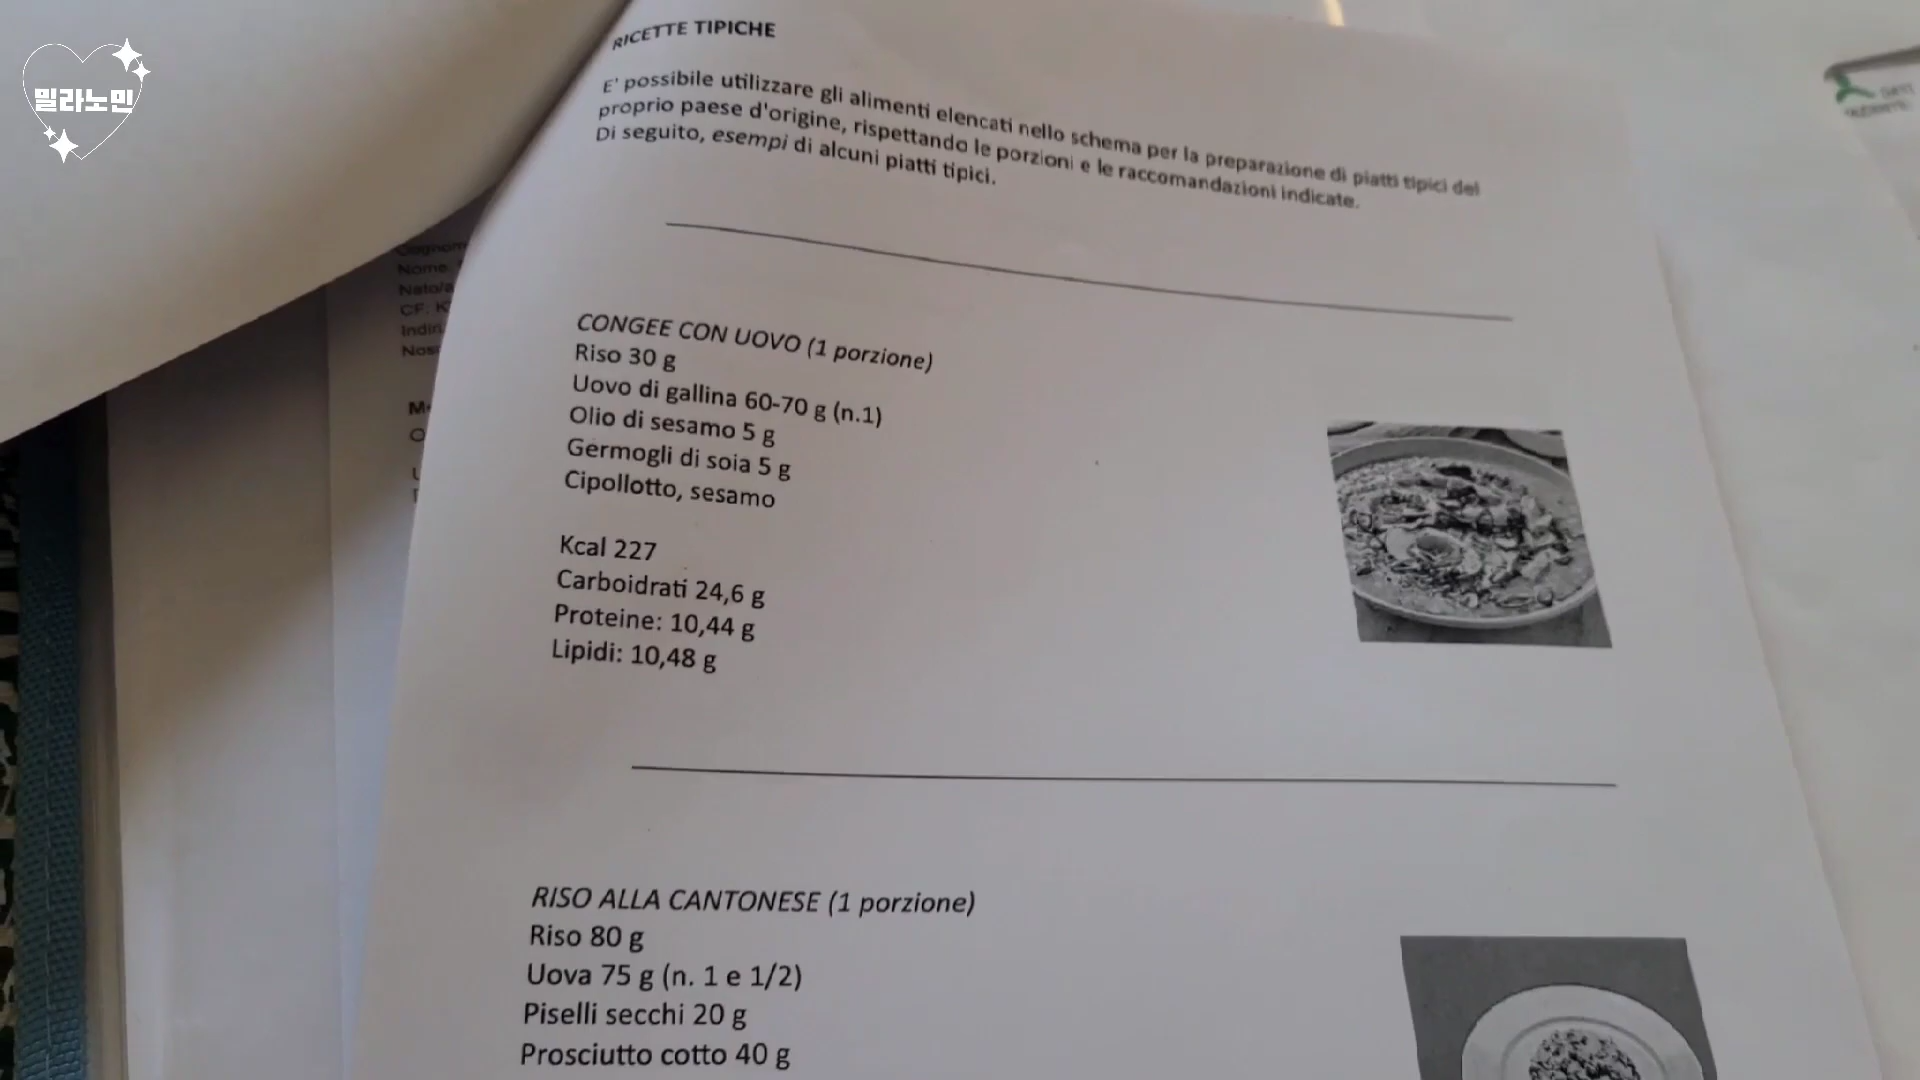 밀라노민
RICETTE TIPICHE
E' possibile utilizzare gli alimenti elencati nello schema per la preparazione di piatti tipici del
proprio paese d'origine, rispettando le porzioni e le raccomandazioni indicate.
Di seguito, esempi di alcuni piatti tipici.
Nome:
CF: K
CONGEE CON UOVO (1 porzione)
Riso 30 g
Uovo di gallina 60-70 g (n.1)
Olio di sesamo 5 g
Germogli di soia 5 g
Cipollotto, sesamo
Kcal 227
Carboidrati 24,6 g
Proteine: 10,44 g
Lipidi: 10,48 g
RISO ALLA CANTONESE (1 porzione)
Riso 80 g
Uova 75 g (n. 1 e 1/2)
Piselli secchi 20 g
Prosciutto cotto 40 g